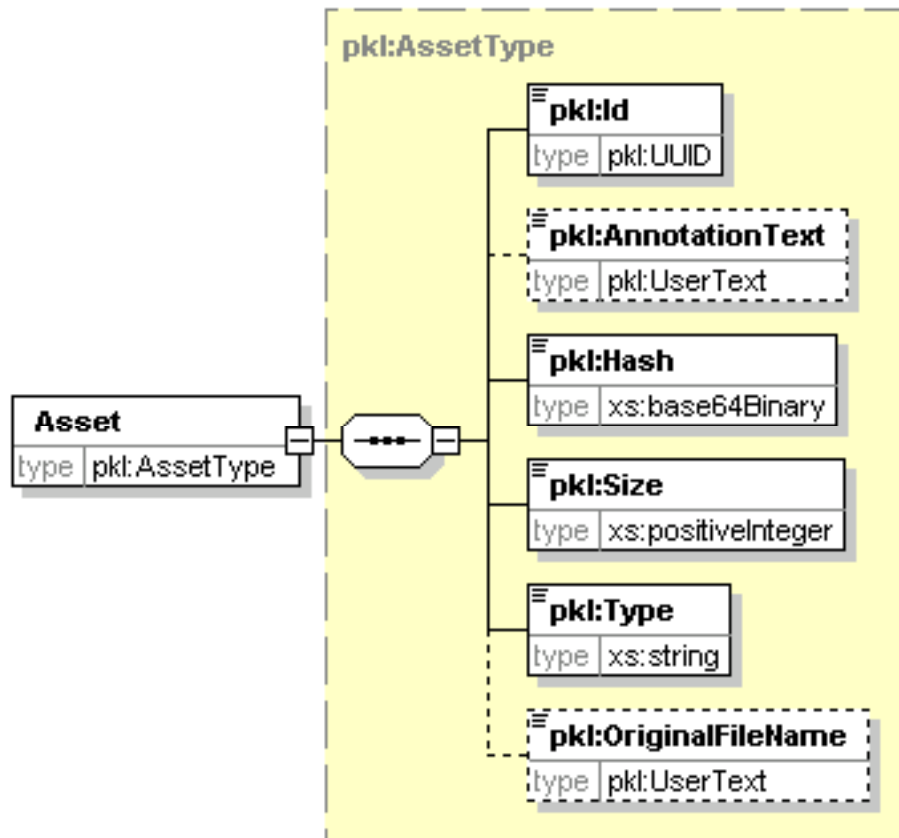 pkl:AssetType
pkl:Id
type pkl:UUID
pkl:AnnotationText
type pkl:UserText
pkl:Hash
type xs:base64Binary
Asset
type pkl:AssetType
pkl:Size
type xs:positiveInteger
pkl:Type
type xs:string
pkl:OriginalFileName
type pkl:UserText